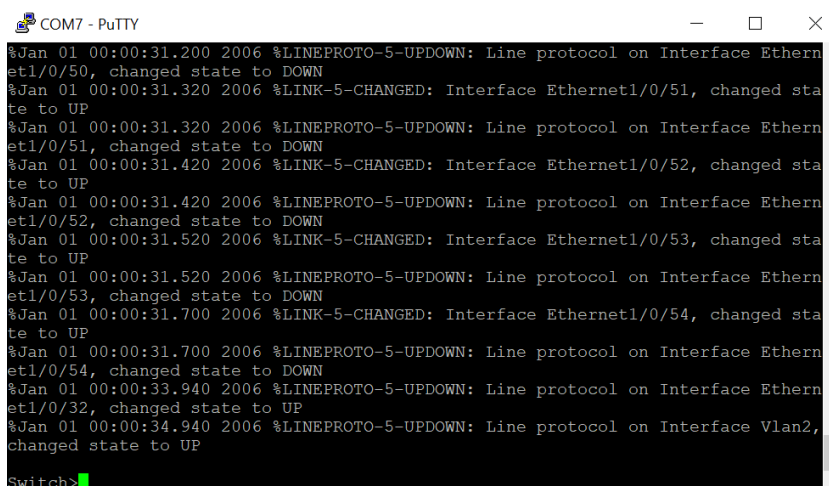 COM7 - PuTTY
%Jan 01 00:00:31.200 2006 %LINEPROTO-5-UPDOWN: Line protocol on Interface Ethern
et1/0/50, changed state to DOWN
%Jan 01 00:00:31.320 2006 %LINK-5-CHANGED: Interface Ethernet1/0/51, changed sta
te to UP
%Jan 01 00:00:31.320 2006 %LINEPROTO-5-UPDOWN: Line protocol on Interface Ethern
et1/0/51, changed state to DOWN
%Jan 01 00:00:31.420 2006 %LINK-5-CHANGED: Interface Ethernet1/0/52, changed sta
te to UP
%Jan 01 00:00:31.420 2006 %LINEPROTO-5-UPDOWN: Line protocol on Interface Ethern
et1/0/52, changed state to DOWN
%Jan 01 00:00:31.520 2006 %LINK-5-CHANGED: Interface Ethernet1/0/53, changed sta
te to UP
%Jan 01 00:00:31.520 2006 %LINEPROTO-5-UPDOWN: Line protocol on Interface Ethern
et1/0/53, changed state to DOWN
%Jan 01 00:00:31.700 2006 %LINK-5-CHANGED: Interface Ethernet1/0/54, changed sta
te to UP
%Jan 01 00:00:31.700 2006 %LINEPROTO-5-UPDOWN: Line protocol on Interface Ethern
et1/0/54, changed state to DOWN
%Jan 01 00:00:33.940 2006 %LINEPROTO-5-UPDOWN: Line protocol on Interface Ethern
et1/0/32, changed state to UP
%Jan 01 00:00:34.940 2006 %LINEPROTO-5-UPDOWN: Line protocol on Interface Vlan2,
changed state to UP
Switch>